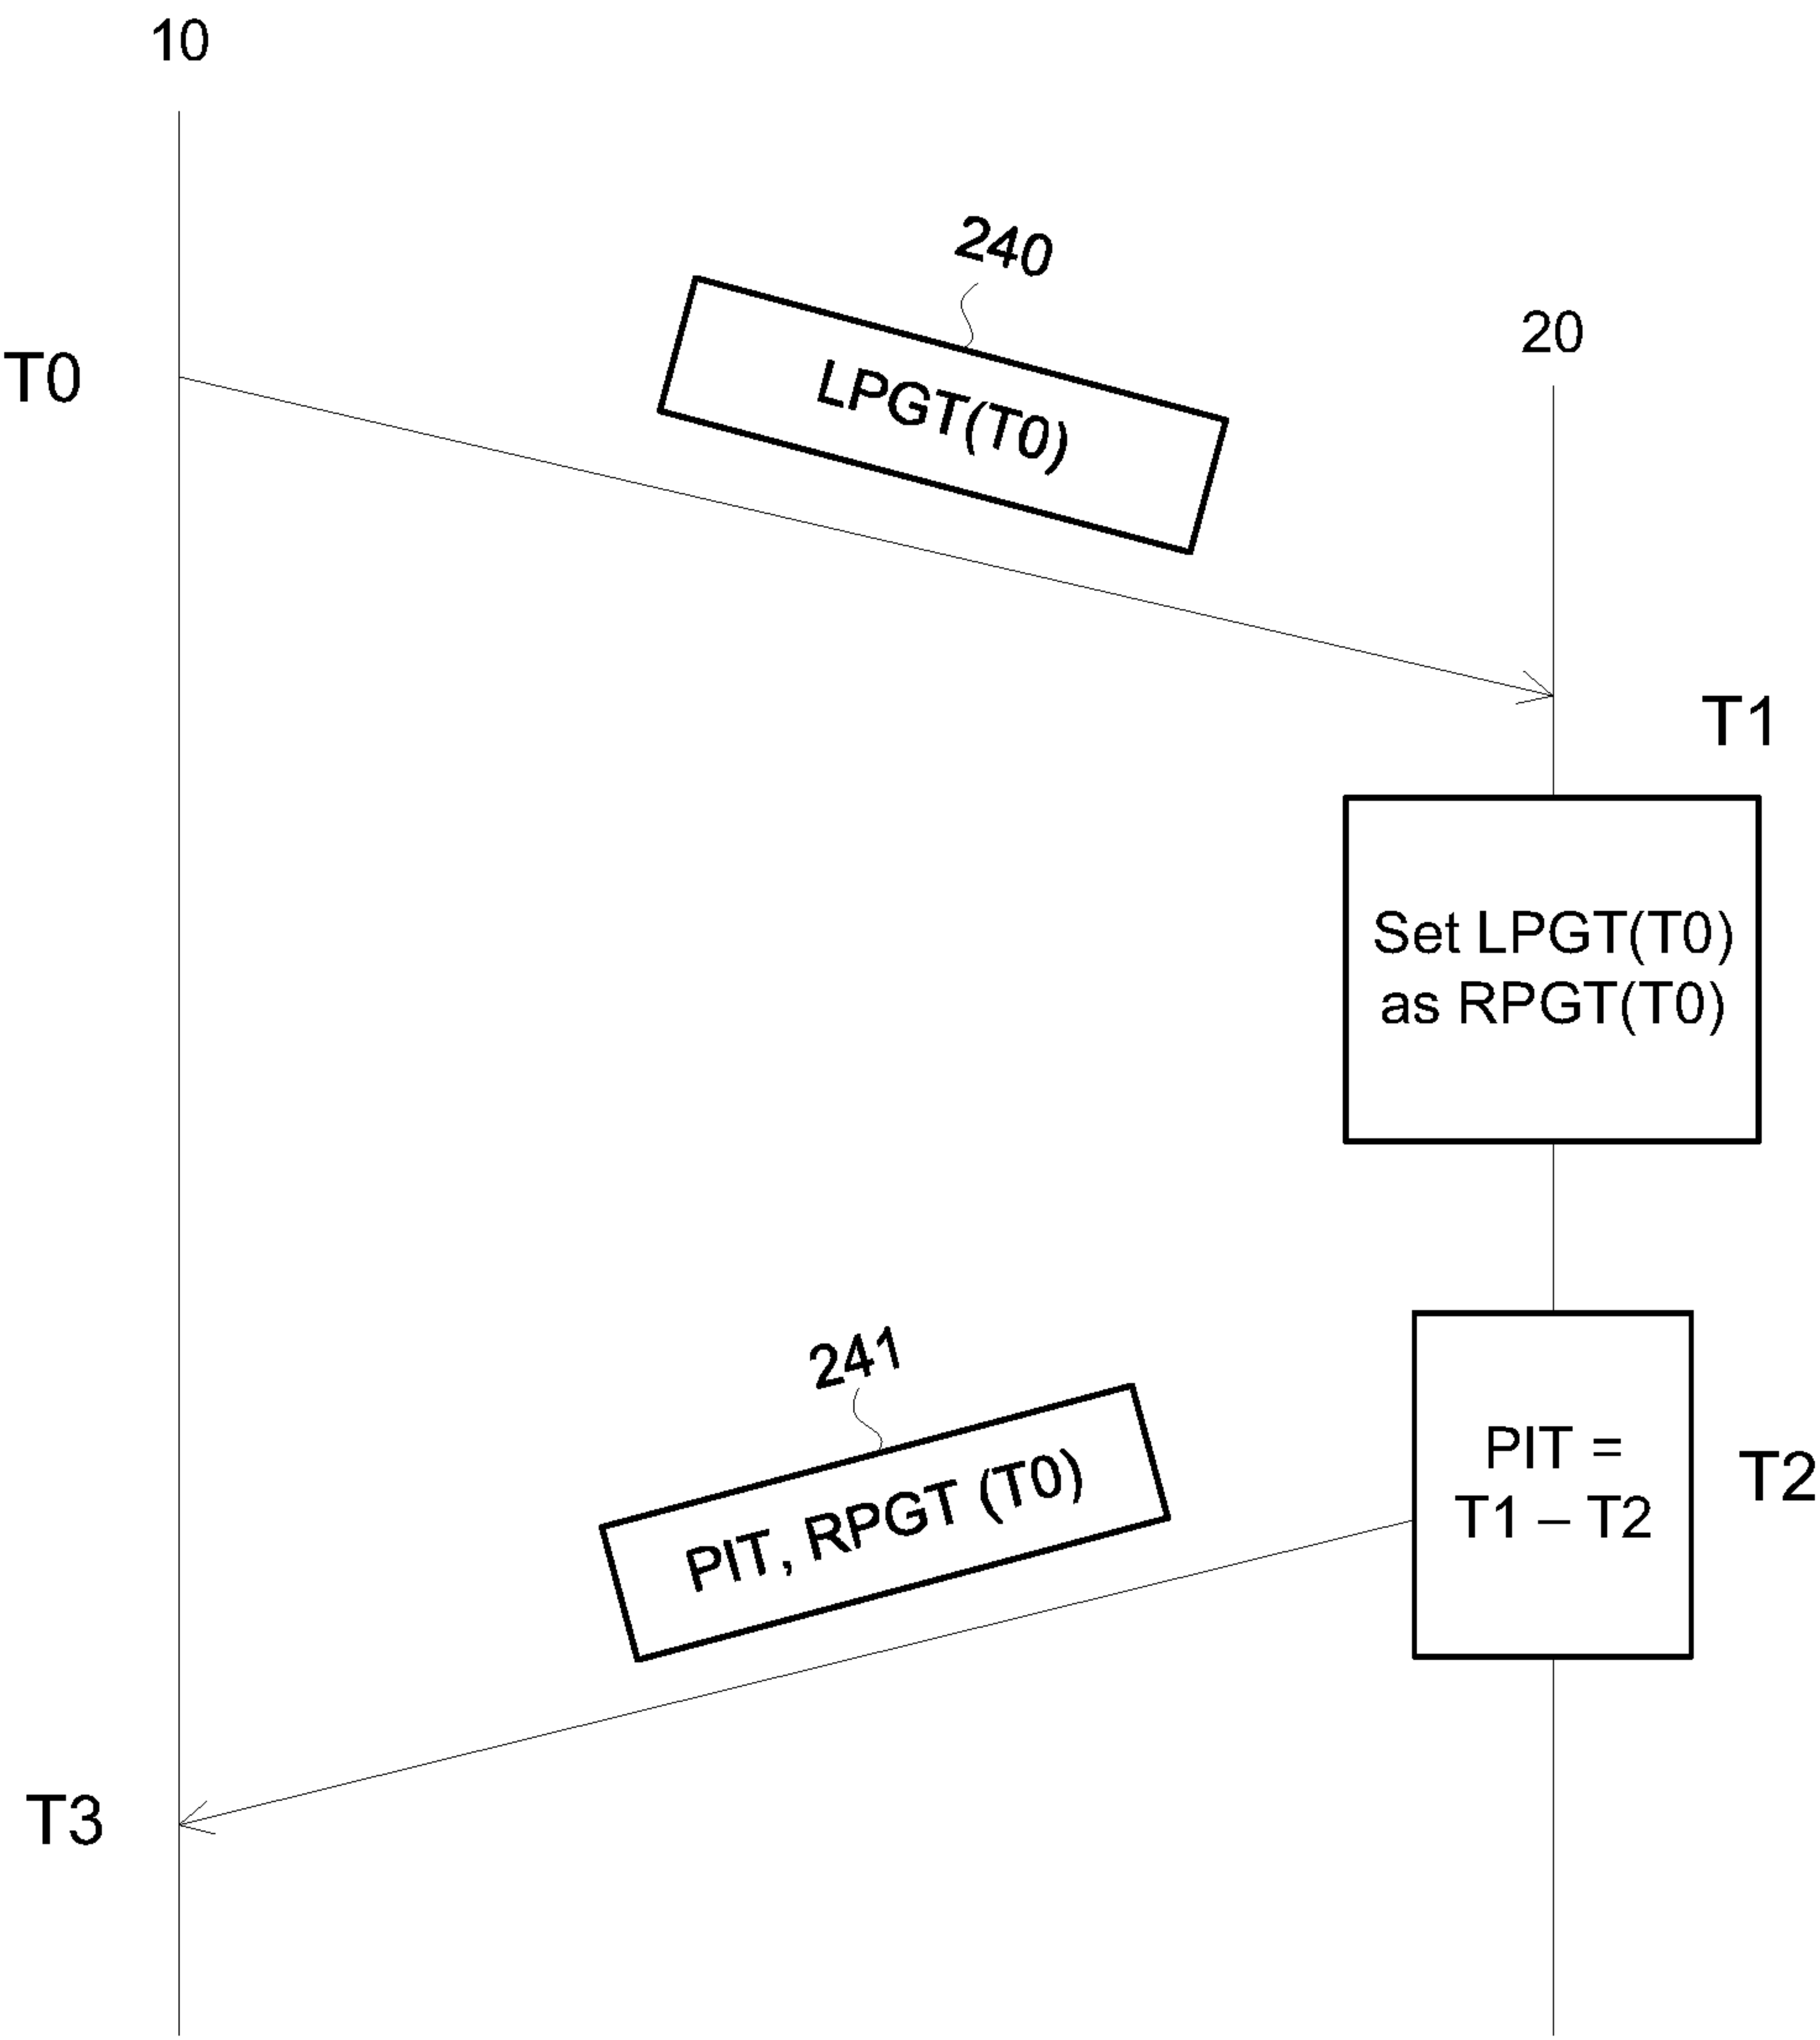 10
240
20
T0
LPGT(T0)
T1
Set LPGT(T0)
as RPGT(T0)
241
PIT =
T1 – T2
T2
PIT, RPGT (T0)
T3